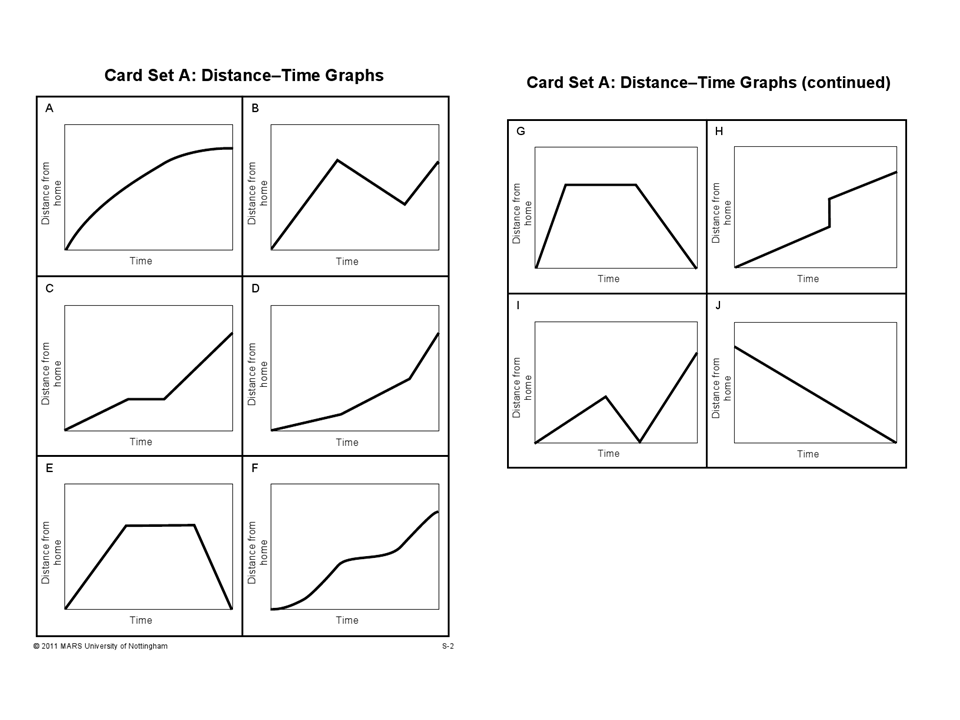 Card Set A: Distance–Time Graphs
A
Distance from
home
Time
B
Distance from
home
Time
C
Distance from
home
Time
D
Distance from
home
Time
E
Distance from
home
Time
F
Distance from
home
Time
© 2011 MARS University of Nottingham
S-2
Card Set A: Distance–Time Graphs (continued)
G
Distance from
home
Time
H
Distance from
home
Time
I
Distance from
home
Time
J
Distance from
home
Time